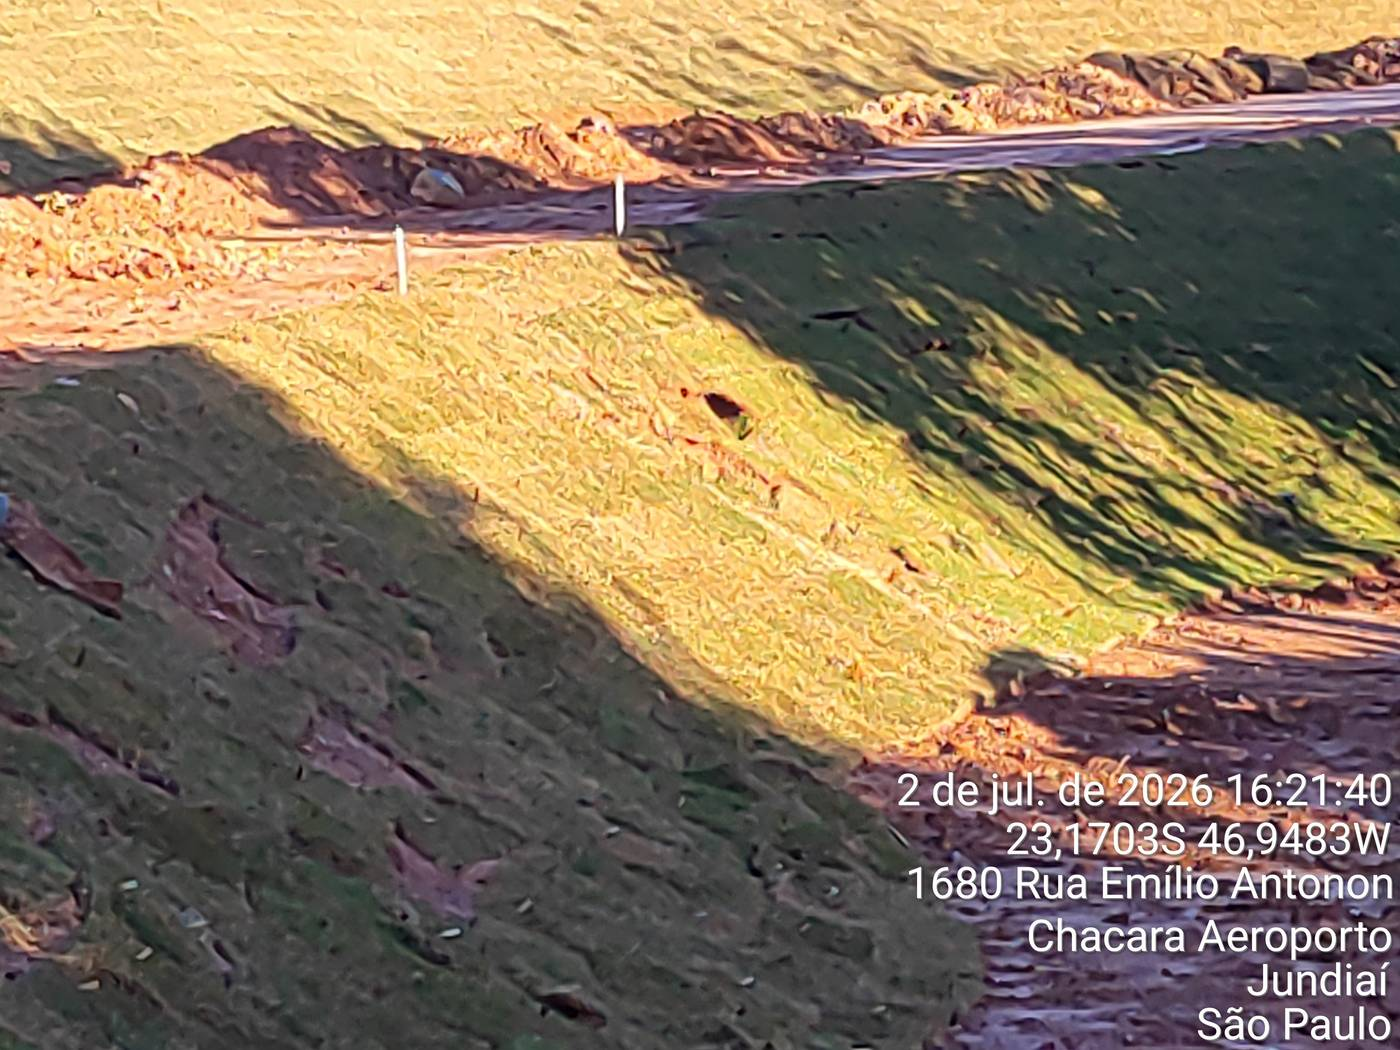 2 de jul. de 2026 16:21:40
23,1703S 46,9483W
1680 Rua Emílio Antonon
Chacara Aeroporto
Jundiaí
São Paulo